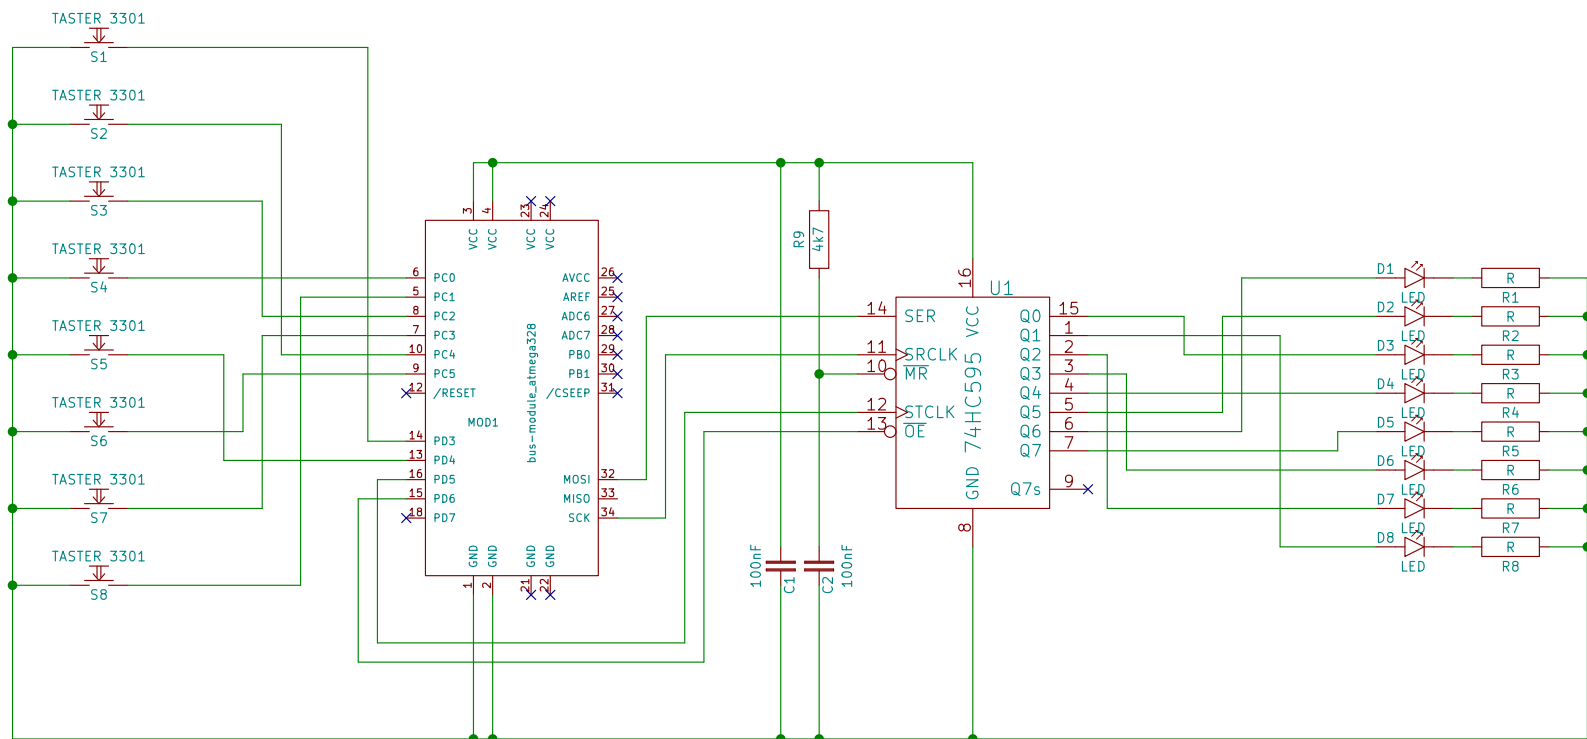 TASTER 3301
S1
TASTER 3301
S2
TASTER 3301
S3
TASTER 3301
S4
TASTER 3301
S5
TASTER 3301
S6
TASTER 3301
S7
TASTER 3301
S8
3 4 23 24
VCC VCC VCC VCC
6 PC0
5 PC1
8 PC2
7 PC3
10 PC4
9 PC5
12 /RESET
14 PD3
13 PD4
16 PD5
15 PD6
18 PD7
MOD1
bus-module_atmega328
AVCC 26
AREF 25
ADC6 27
ADC7 28
PB0 29
PB1 30
/CSEEP 31
MOSI 32
MISO 33
SCK 34
GND GND GND GND
1 2 21 22
R9
4k7
100nF
C1
C2
100nF
U1
16
VCC
74HC595
GND
8
14 SER
11 SRCLK
10 MR
12 STCLK
13 OE
Q0 15
Q1 1
Q2 2
Q3 3
Q4 4
Q5 5
Q6 6
Q7 7
Q7s 9
D1 R
LED R1
D2 R
LED R2
D3 R
LED R3
D4 R
LED R4
D5 R
LED R5
D6 R
LED R6
D7 R
LED R7
D8 R
LED R8